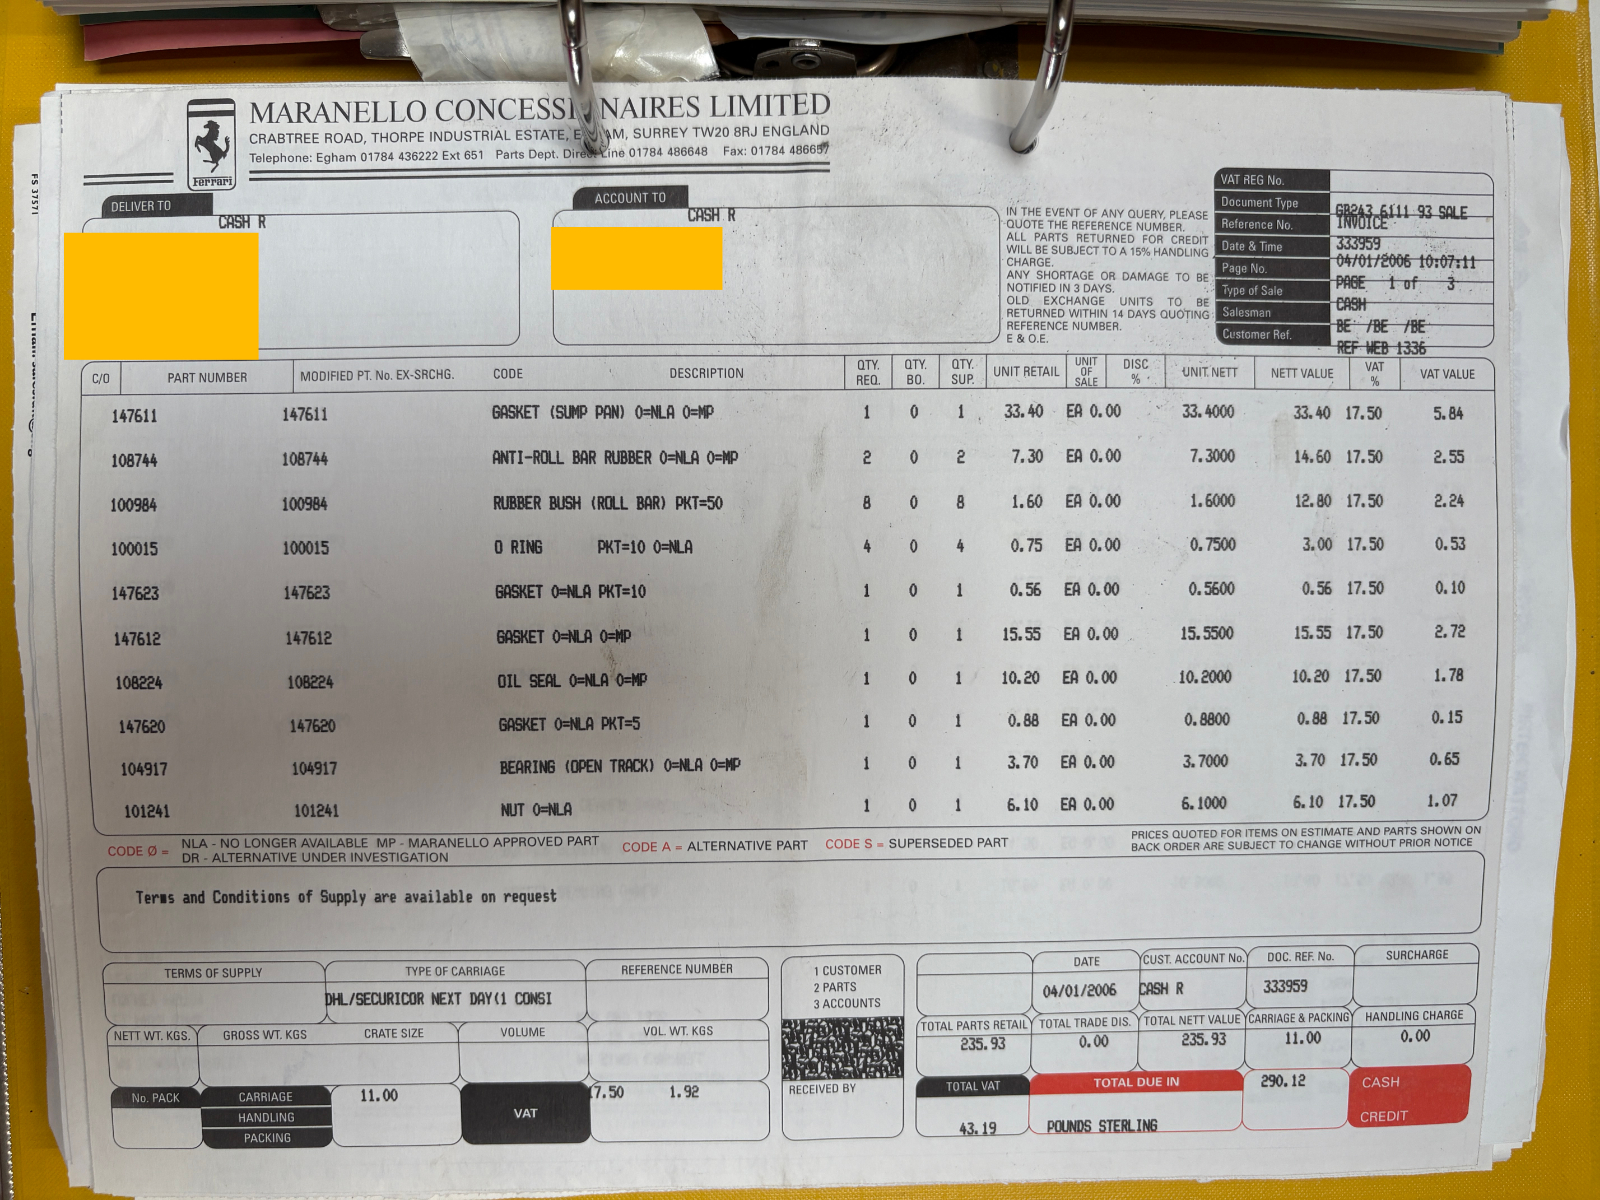 MARANELLO CONCESSI NAIRES LIMITED
CRABTREE ROAD, THORPE INDUSTRIAL ESTATE, E AM, SURREY TW20 8RJ ENGLAND
Telephone: Egham 01784 436222 Ext 651 Parts Dept. Direct Line 01784 486648 Fax: 01784 486657
Ferrari
FS 37571
DELIVER TO
CASH R
ACCOUNT TO
CASH R
IN THE EVENT OF ANY QUERY, PLEASE
QUOTE THE REFERENCE NUMBER.
ALL PARTS RETURNED FOR CREDIT
WILL BE SUBJECT TO A 15% HANDLING
CHARGE.
ANY SHORTAGE OR DAMAGE TO BE
NOTIFIED IN 3 DAYS.
OLD EXCHANGE UNITS TO BE
RETURNED WITHIN 14 DAYS QUOTING
REFERENCE NUMBER.
E & O.E.
VAT REG No.
Document Type GB243 6111 93 SALE
Reference No. INVOICE
Date & Time 333959
Page No. 04/01/2006 10:07:11
Type of Sale PAGE 1 of 3
Salesman CASH
Customer Ref. BE /BE /BE
REF WEB 1336
C/O PART NUMBER MODIFIED PT. No. EX-SRCHG. CODE DESCRIPTION QTY. REQ. QTY. BO. QTY. SUP. UNIT RETAIL UNIT OF SALE DISC % UNIT NETT NETT VALUE VAT % VAT VALUE
147611 147611 GASKET (SUMP PAN) O=NLA O=MP 1 0 1 33.40 EA 0.00 33.4000 33.40 17.50 5.84
108744 108744 ANTI-ROLL BAR RUBBER O=NLA O=MP 2 0 2 7.30 EA 0.00 7.3000 14.60 17.50 2.55
100984 100984 RUBBER BUSH (ROLL BAR) PKT=50 8 0 8 1.60 EA 0.00 1.6000 12.80 17.50 2.24
100015 100015 O RING PKT=10 O=NLA 4 0 4 0.75 EA 0.00 0.7500 3.00 17.50 0.53
147623 147623 GASKET O=NLA PKT=10 1 0 1 0.56 EA 0.00 0.5600 0.56 17.50 0.10
147612 147612 GASKET O=NLA O=MP 1 0 1 15.55 EA 0.00 15.5500 15.55 17.50 2.72
108224 108224 OIL SEAL O=NLA O=MP 1 0 1 10.20 EA 0.00 10.2000 10.20 17.50 1.78
147620 147620 GASKET O=NLA PKT=5 1 0 1 0.88 EA 0.00 0.8800 0.88 17.50 0.15
104917 104917 BEARING (OPEN TRACK) O=NLA O=MP 1 0 1 3.70 EA 0.00 3.7000 3.70 17.50 0.65
101241 101241 NUT O=NLA 1 0 1 6.10 EA 0.00 6.1000 6.10 17.50 1.07
CODE Ø = NLA - NO LONGER AVAILABLE MP - MARANELLO APPROVED PART
DR - ALTERNATIVE UNDER INVESTIGATION
CODE A = ALTERNATIVE PART CODE S = SUPERSEDED PART
PRICES QUOTED FOR ITEMS ON ESTIMATE AND PARTS SHOWN ON
BACK ORDER ARE SUBJECT TO CHANGE WITHOUT PRIOR NOTICE
Terms and Conditions of Supply are available on request
TERMS OF SUPPLY TYPE OF CARRIAGE REFERENCE NUMBER
DHL/SECURICOR NEXT DAY(1 CONSI
NETT WT. KGS. GROSS WT. KGS CRATE SIZE VOLUME VOL. WT. KGS
No. PACK CARRIAGE 11.00 VAT 17.50 1.92
HANDLING
PACKING
1 CUSTOMER
2 PARTS
3 ACCOUNTS
RECEIVED BY
DATE CUST. ACCOUNT No. DOC. REF. No. SURCHARGE
04/01/2006 CASH R 333959
TOTAL PARTS RETAIL TOTAL TRADE DIS. TOTAL NETT VALUE CARRIAGE & PACKING HANDLING CHARGE
235.93 0.00 235.93 11.00 0.00
TOTAL VAT TOTAL DUE IN 290.12 CASH
43.19 POUNDS STERLING CREDIT